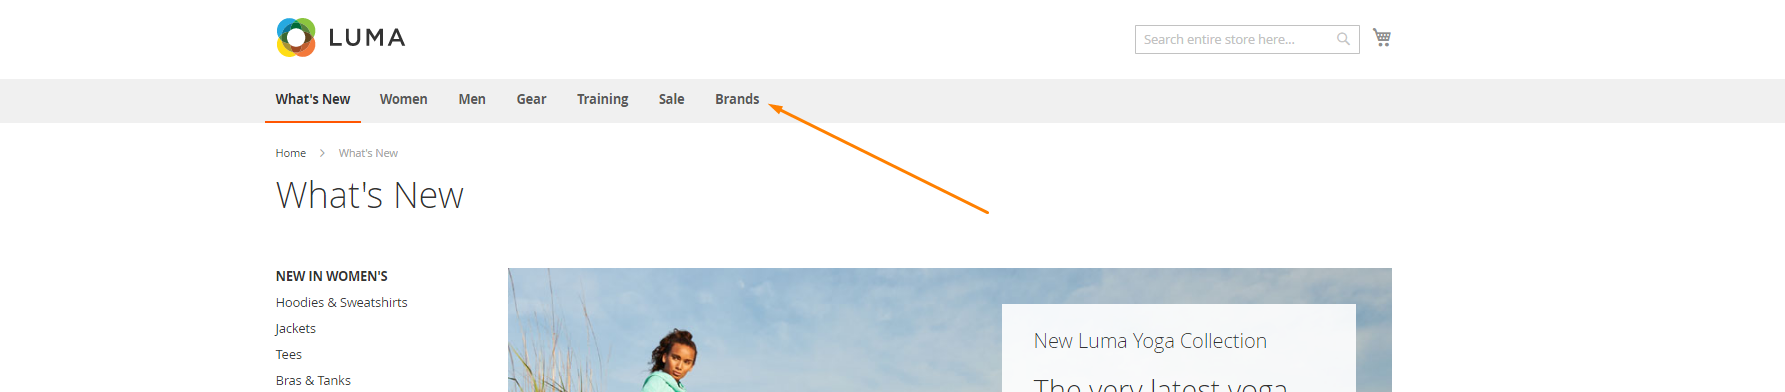 LUMA
Search entire store here...
What's New Women Men Gear Training Sale Brands
Home What's New
What's New
NEW IN WOMEN'S
Hoodies & Sweatshirts
Jackets
Tees
Bras & Tanks
New Luma Yoga Collection
The very latest yoga